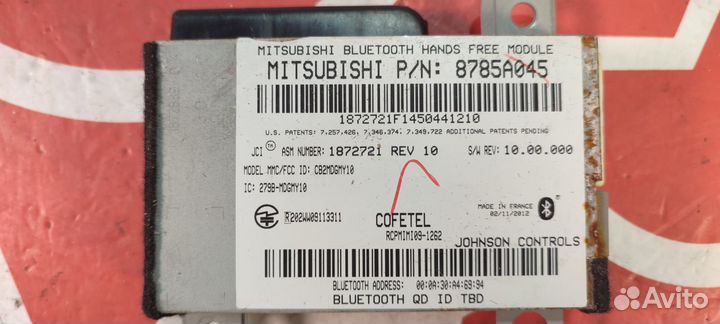 MITSUBISHI BLUETOOTH HANDS FREE MODULE
MITSUBISHI P/N: 8785A045
1872721F1450441210
U.S. PATENTS: 7,257,426, 7,346,374, 7,349,722 ADDITIONAL PATENTS PENDING
JCI TM ASM NUMBER: 1872721 REV 10 S/W REV: 10.00.000
MODEL MMC/FCC ID: CB2MDGMY10
IC: 279B-MDGMY10
R 202WW09113311
COFETEL
RCPMIMI09-1262
MADE IN FRANCE
02/11/2012
JOHNSON CONTROLS
BLUETOOTH ADDRESS: 00:0A:30:A4:69:94
BLUETOOTH QD ID TBD
Avito